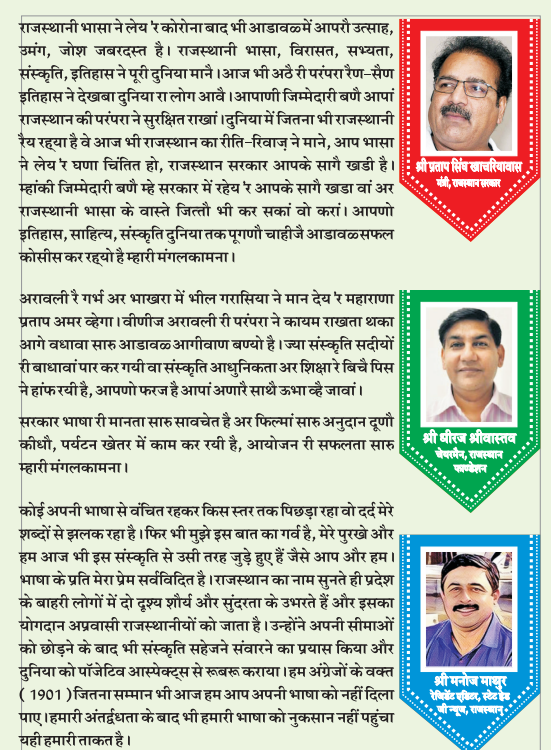 राजस्थानी भासा ने लेय 'र कोरोना बाद भी आडावळ में आपरौ उत्साह,
उमंग, जोश जबरदस्त है। राजस्थानी भासा, विरासत, सभ्यता,
संस्कृति, इतिहास ने पूरी दुनिया मानै। आज भी अठै री परंपरा रैण-सैण
इतिहास ने देखबा दुनिया रा लोग आवै। आपाणी जिम्मेदारी बणै आपां
राजस्थान की परंपरा ने सुरक्षित राखां। दुनिया में जितना भी राजस्थानी
रैय रह्या है वे आज भी राजस्थान का रीति-रिवाज़ ने माने, आप भासा
ने लेय 'र घणा चिंतित हो, राजस्थान सरकार आपके सागै खडी है।
म्हांकी जिम्मेदारी बणै म्हे सरकार में रहेय 'र आपके सागै खडा वां अर
राजस्थानी भासा के वास्ते जित्तौ भी कर सकां वो करां। आपणो
इतिहास, साहित्य, संस्कृति दुनिया तक पूगणौ चाहीजै आडावळ सफल
कोसीस कर रह्यो है म्हारी मंगलकामना।
श्री प्रताप सिंघ खाचरियावास
मंत्री, राजस्थान सरकार
अरावली रै गर्भ अर भाखरा में भील गरासिया ने मान देय 'र महाराणा
प्रताप अमर व्हेगा। वीणीज अरावली री परंपरा ने कायम राखता थका
आगे वधावा सारु आडावळ आगीवाण बण्यो है। ज्या संस्कृति सदीयों
री बाधावां पार कर गयी वा संस्कृति आधुनिकता अर शिक्षा रे बिचै पिस
ने हांफ रयी है, आपणो फरज है आपां अणारै साथै ऊभा व्है जावां।
सरकार भाषा री मानता सारु सावचेत है अर फिल्मां सारु अनुदान दूणौ
कीधौ, पर्यटन खेतर में काम कर रयी है, आयोजन री सफलता सारु
म्हारी मंगलकामना।
श्री धीरज श्रीवास्तव
चेयरमैन, राजस्थान
फाण्डेशन
कोई अपनी भाषा से वंचित रहकर किस स्तर तक पिछड़ा रहा वो दर्द मेरे
शब्दों से झलक रहा है। फिर भी मुझे इस बात का गर्व है, मेरे पुरखे और
हम आज भी इस संस्कृति से उसी तरह जुड़े हुए हैं जैसे आप और हम।
भाषा के प्रति मेरा प्रेम सर्वविदित है। राजस्थान का नाम सुनते ही प्रदेश
के बाहरी लोगों में दो दृश्य शौर्य और सुंदरता के उभरते हैं और इसका
योगदान अप्रवासी राजस्थानीयों को जाता है। उन्होंने अपनी सीमाओं
को छोड़ने के बाद भी संस्कृति सहेजने संवारने का प्रयास किया और
दुनिया को पॉजेटिव आस्पेक्ट्स से रूबरू कराया। हम अंग्रेजों के वक्त
( 1901 ) जितना सम्मान भी आज हम आप अपनी भाषा को नहीं दिला
पाए। हमारी अंतर्द्वधता के बाद भी हमारी भाषा को नुकसान नहीं पहुंचा
यही हमारी ताकत है।
श्री मनोज माथुर
रेजिडेंट एडिटर, स्टेट हेड
जी न्यूज, राजस्थान